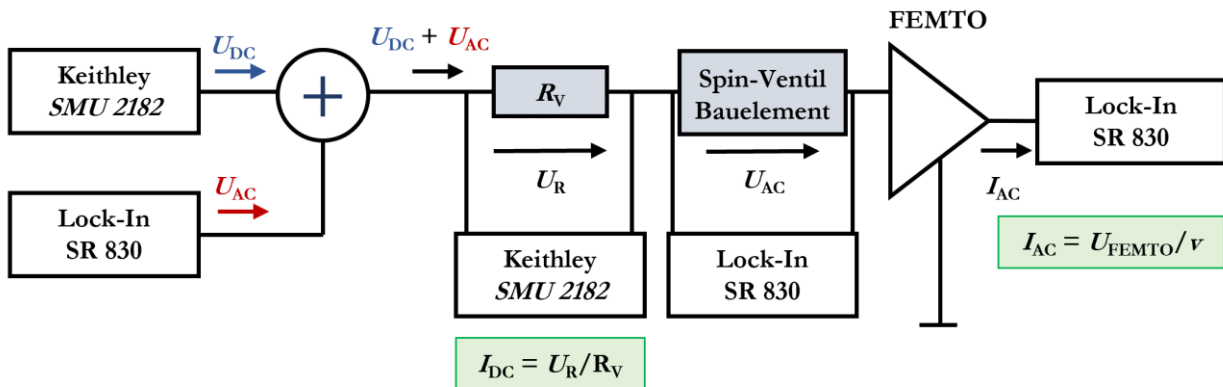 FEMTO
U_DC
U_DC + U_AC
Keithley
SMU 2182
+
R_V
Spin-Ventil
Bauelement
Lock-In
SR 830
U_R
U_AC
I_AC
U_AC
Lock-In
SR 830
I_AC = U_FEMTO/v
Keithley
SMU 2182
Lock-In
SR 830
I_DC = U_R/R_V